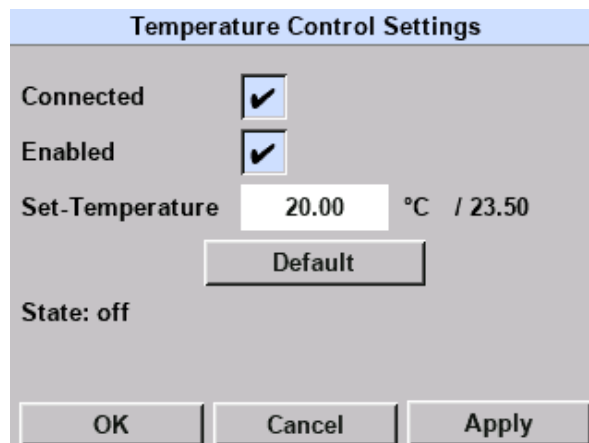 Temperature Control Settings
Connected
Enabled
Set-Temperature 20.00 °C / 23.50
Default
State: off
OK Cancel Apply